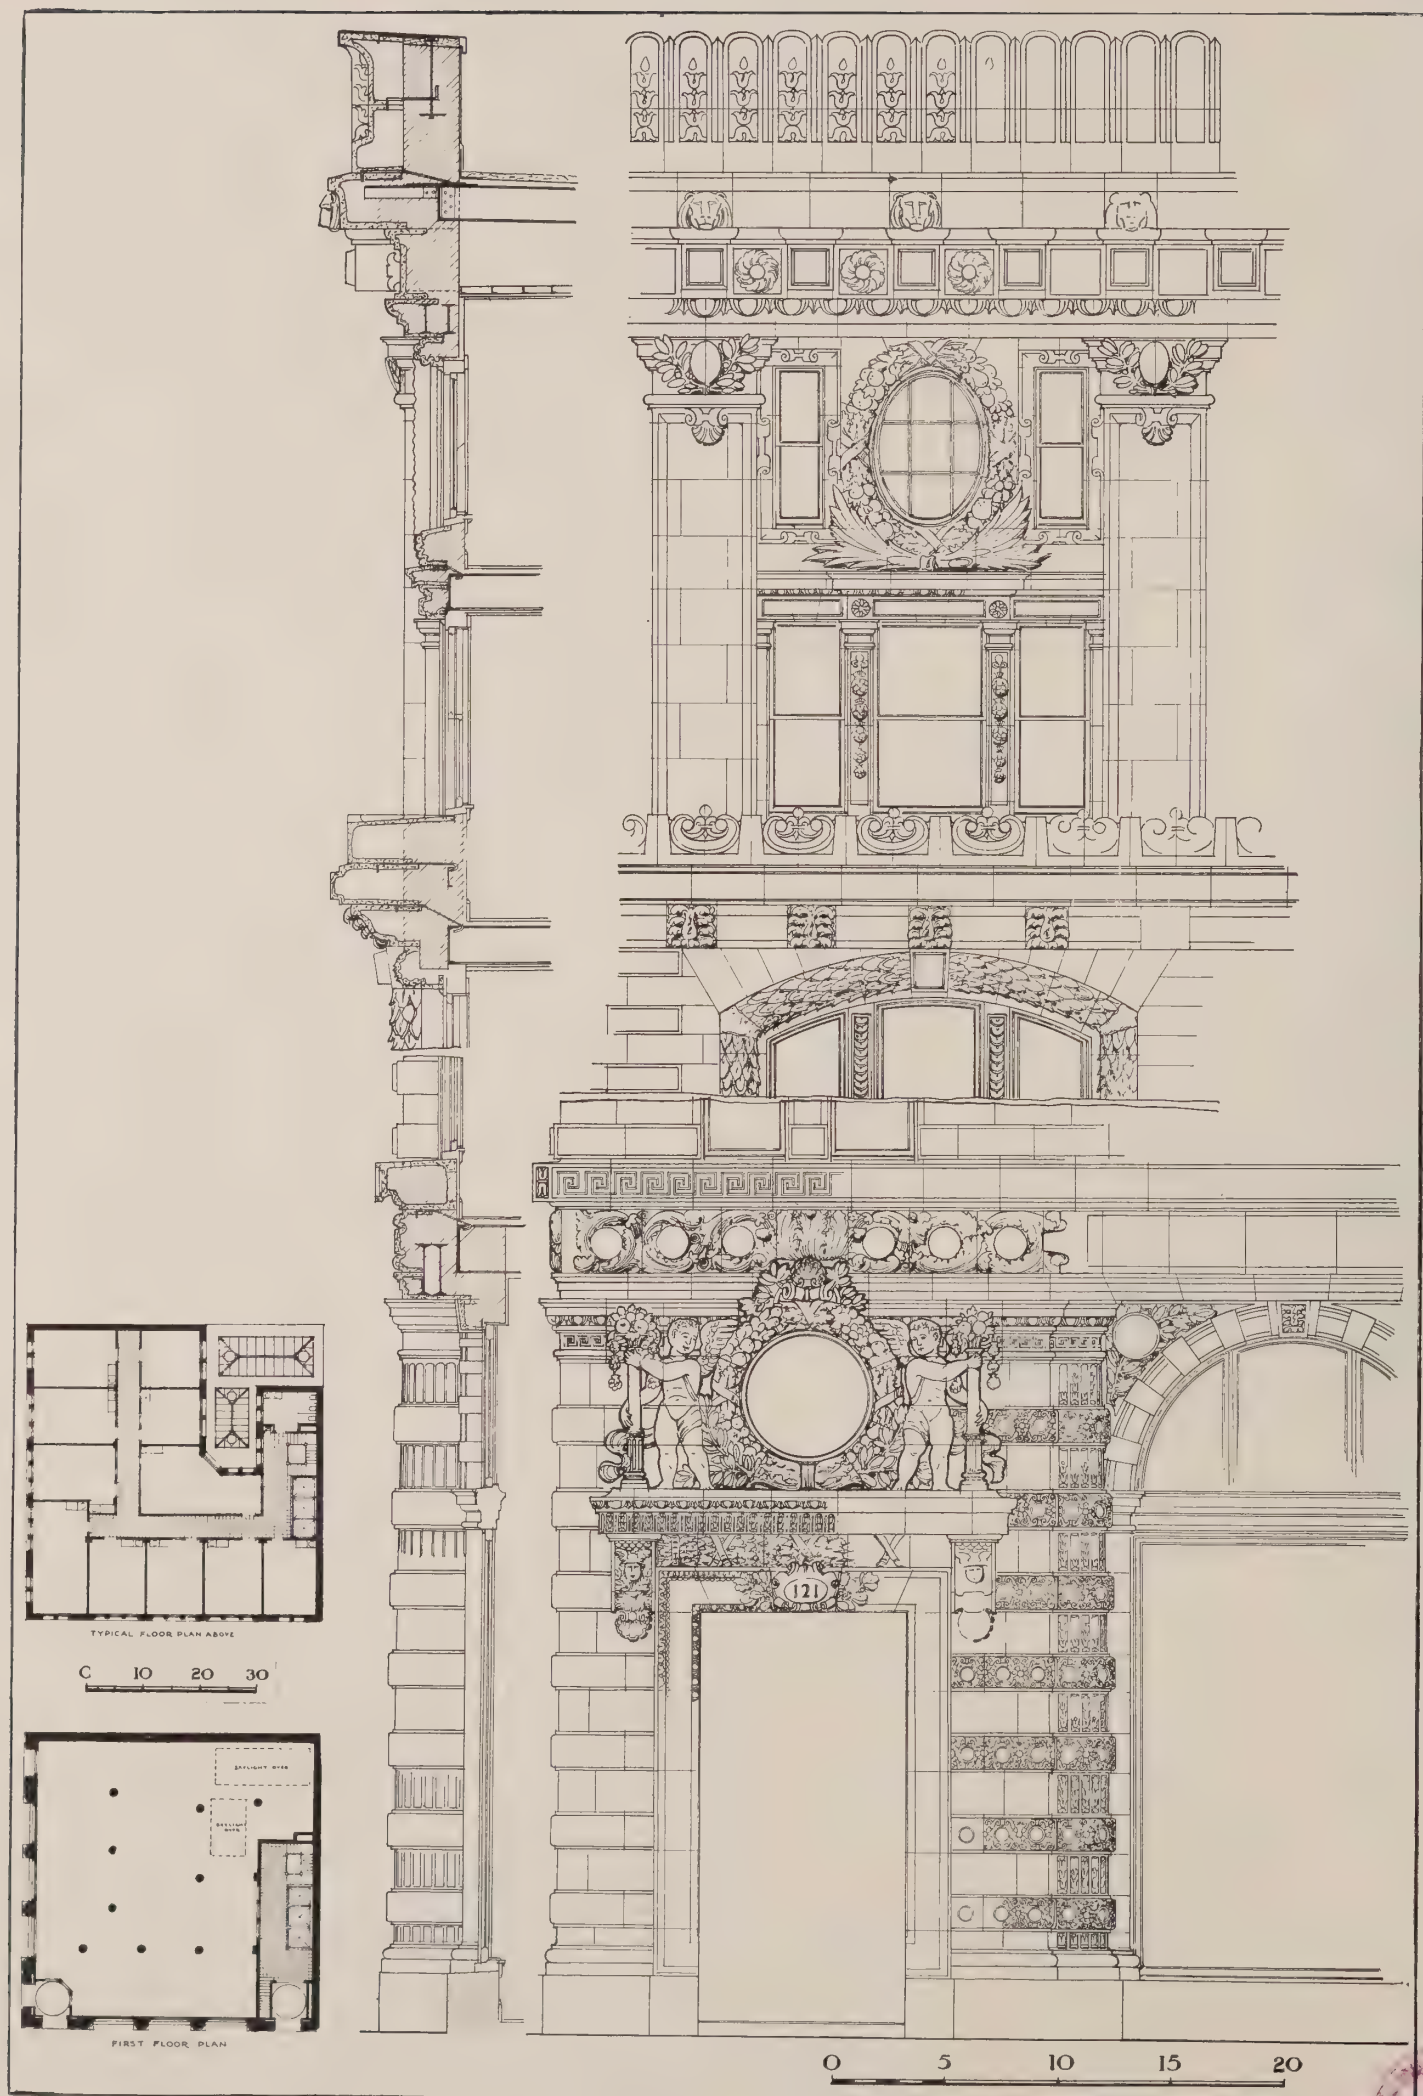 121
TYPICAL FLOOR PLAN ABOVE
C 10 20 30
SKYLIGHT OVER
SKYLIGHT
OVER
FIRST FLOOR PLAN
0 5 10 15 20